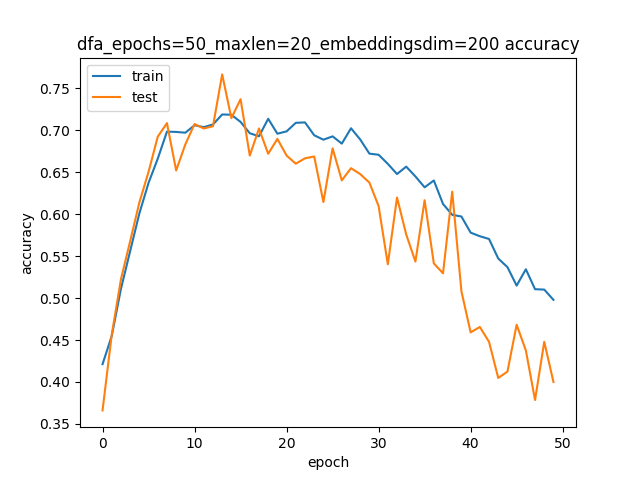 dfa_epochs=50_maxlen=20_embeddingsdim=200 accuracy
train
test
accuracy
0.75
0.70
0.65
0.60
0.55
0.50
0.45
0.40
0.35
0 10 20 30 40 50
epoch